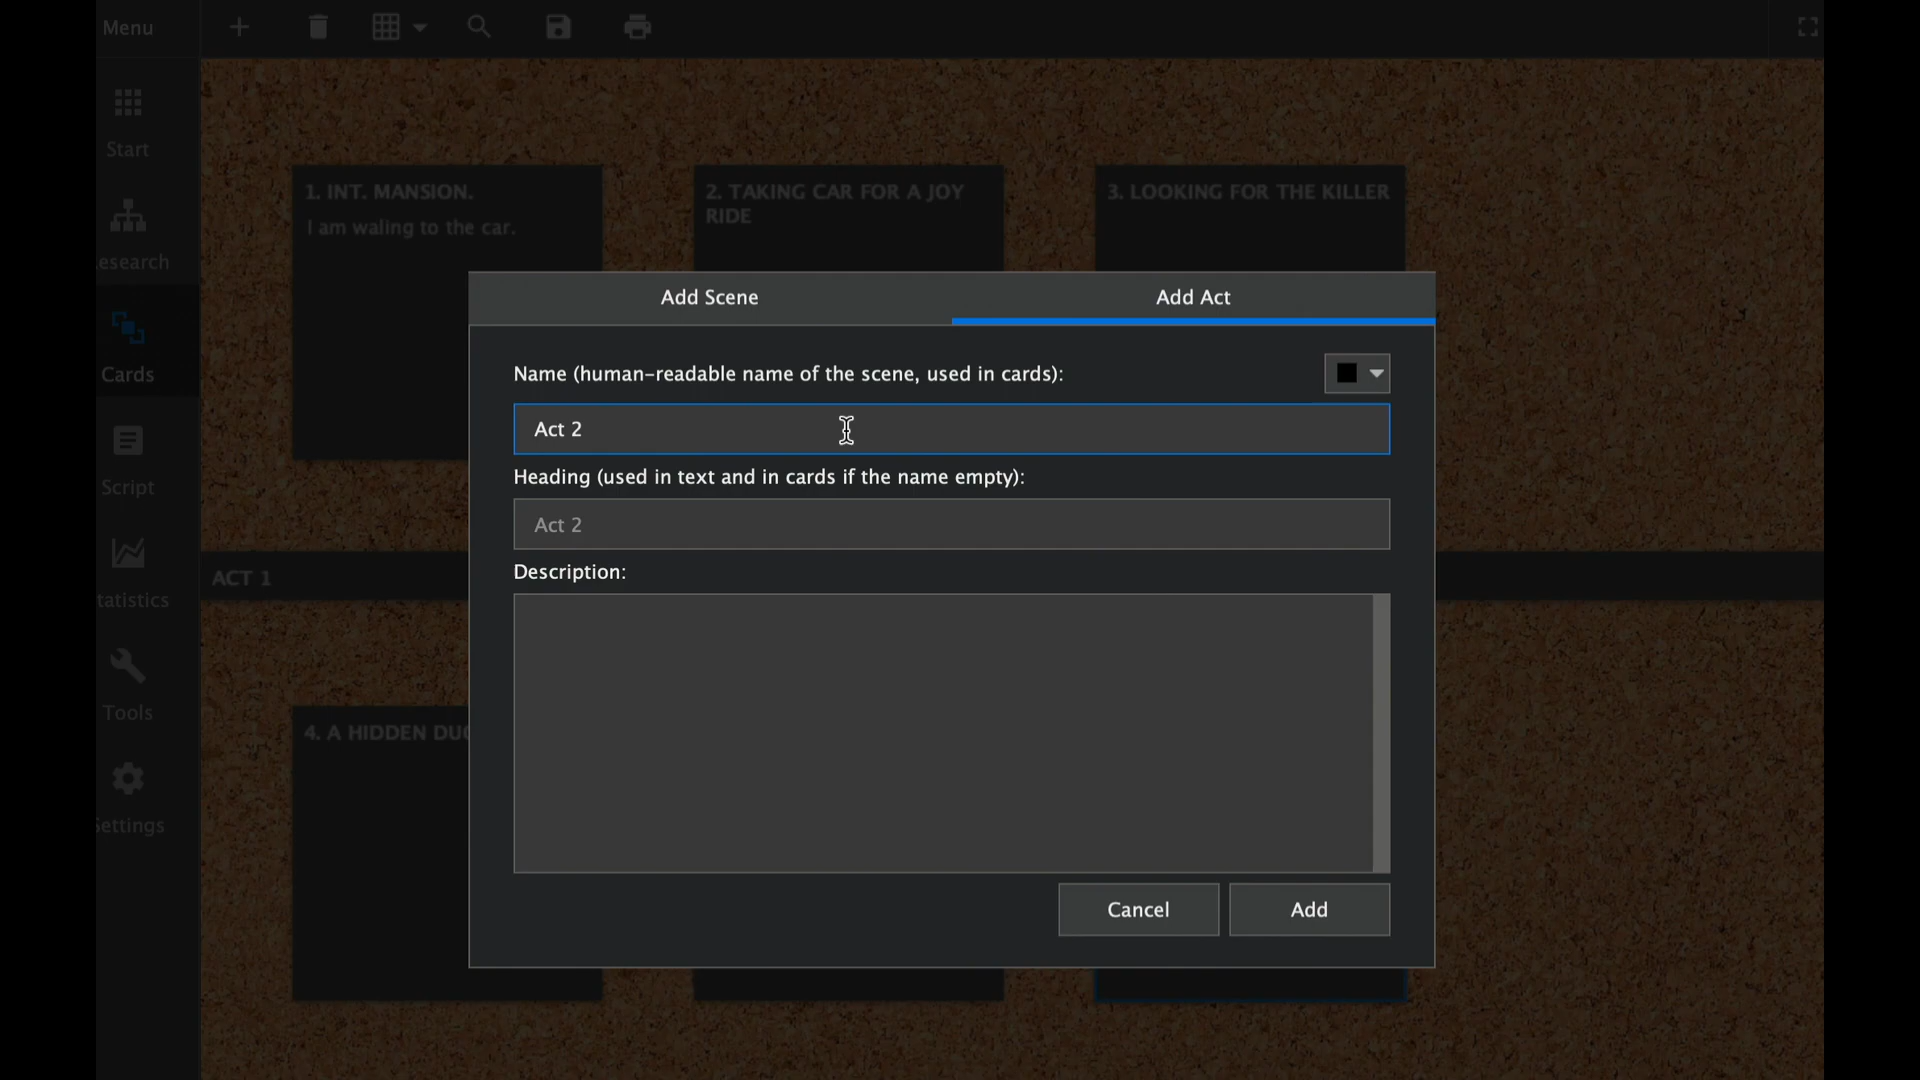 Menu
Start
esearch
Cards
Script
tatistics
Tools
ettings
1. INT. MANSION.
I am waling to the car.
2. TAKING CAR FOR A JOY
RIDE
3. LOOKING FOR THE KILLER
ACT 1
4. A HIDDEN DUC
Add Scene
Add Act
Name (human-readable name of the scene, used in cards):
Act 2
Heading (used in text and in cards if the name empty):
Act 2
Description:
Cancel
Add